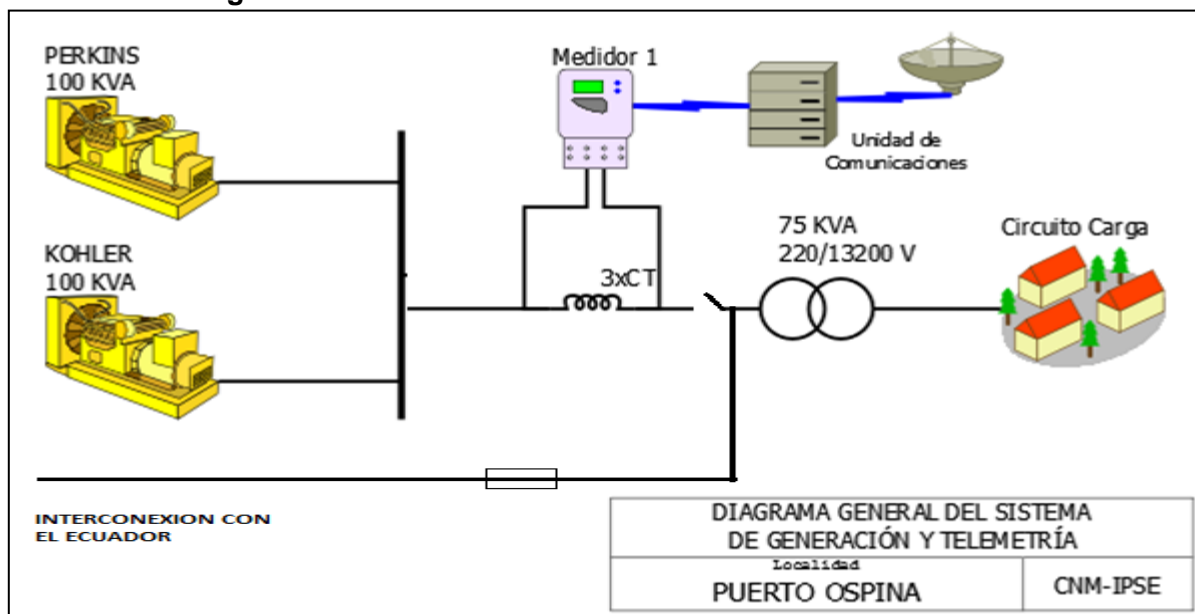 PERKINS
100 KVA
Medidor 1
Unidad de
Comunicaciones
KOHLER
100 KVA
3xCT
75 KVA
220/13200 V
Circuito Carga
INTERCONEXION CON
EL ECUADOR
DIAGRAMA GENERAL DEL SISTEMA
DE GENERACIÓN Y TELEMETRÍA
Localidad
PUERTO OSPINA
CNM-IPSE